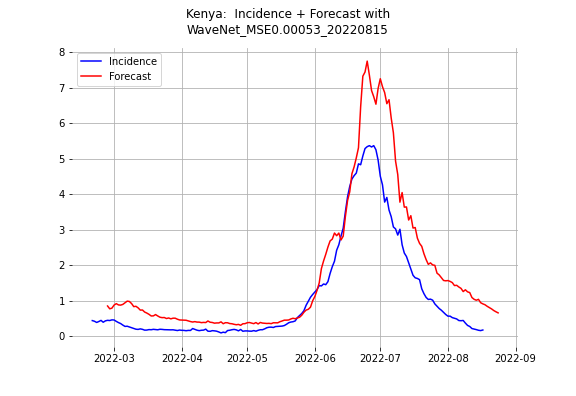 Kenya:  Incidence + Forecast with
WaveNet_MSE0.00053_20220815
Incidence
Forecast
8
7
6
5
4
3
2
1
0
2022-03 2022-04 2022-05 2022-06 2022-07 2022-08 2022-09